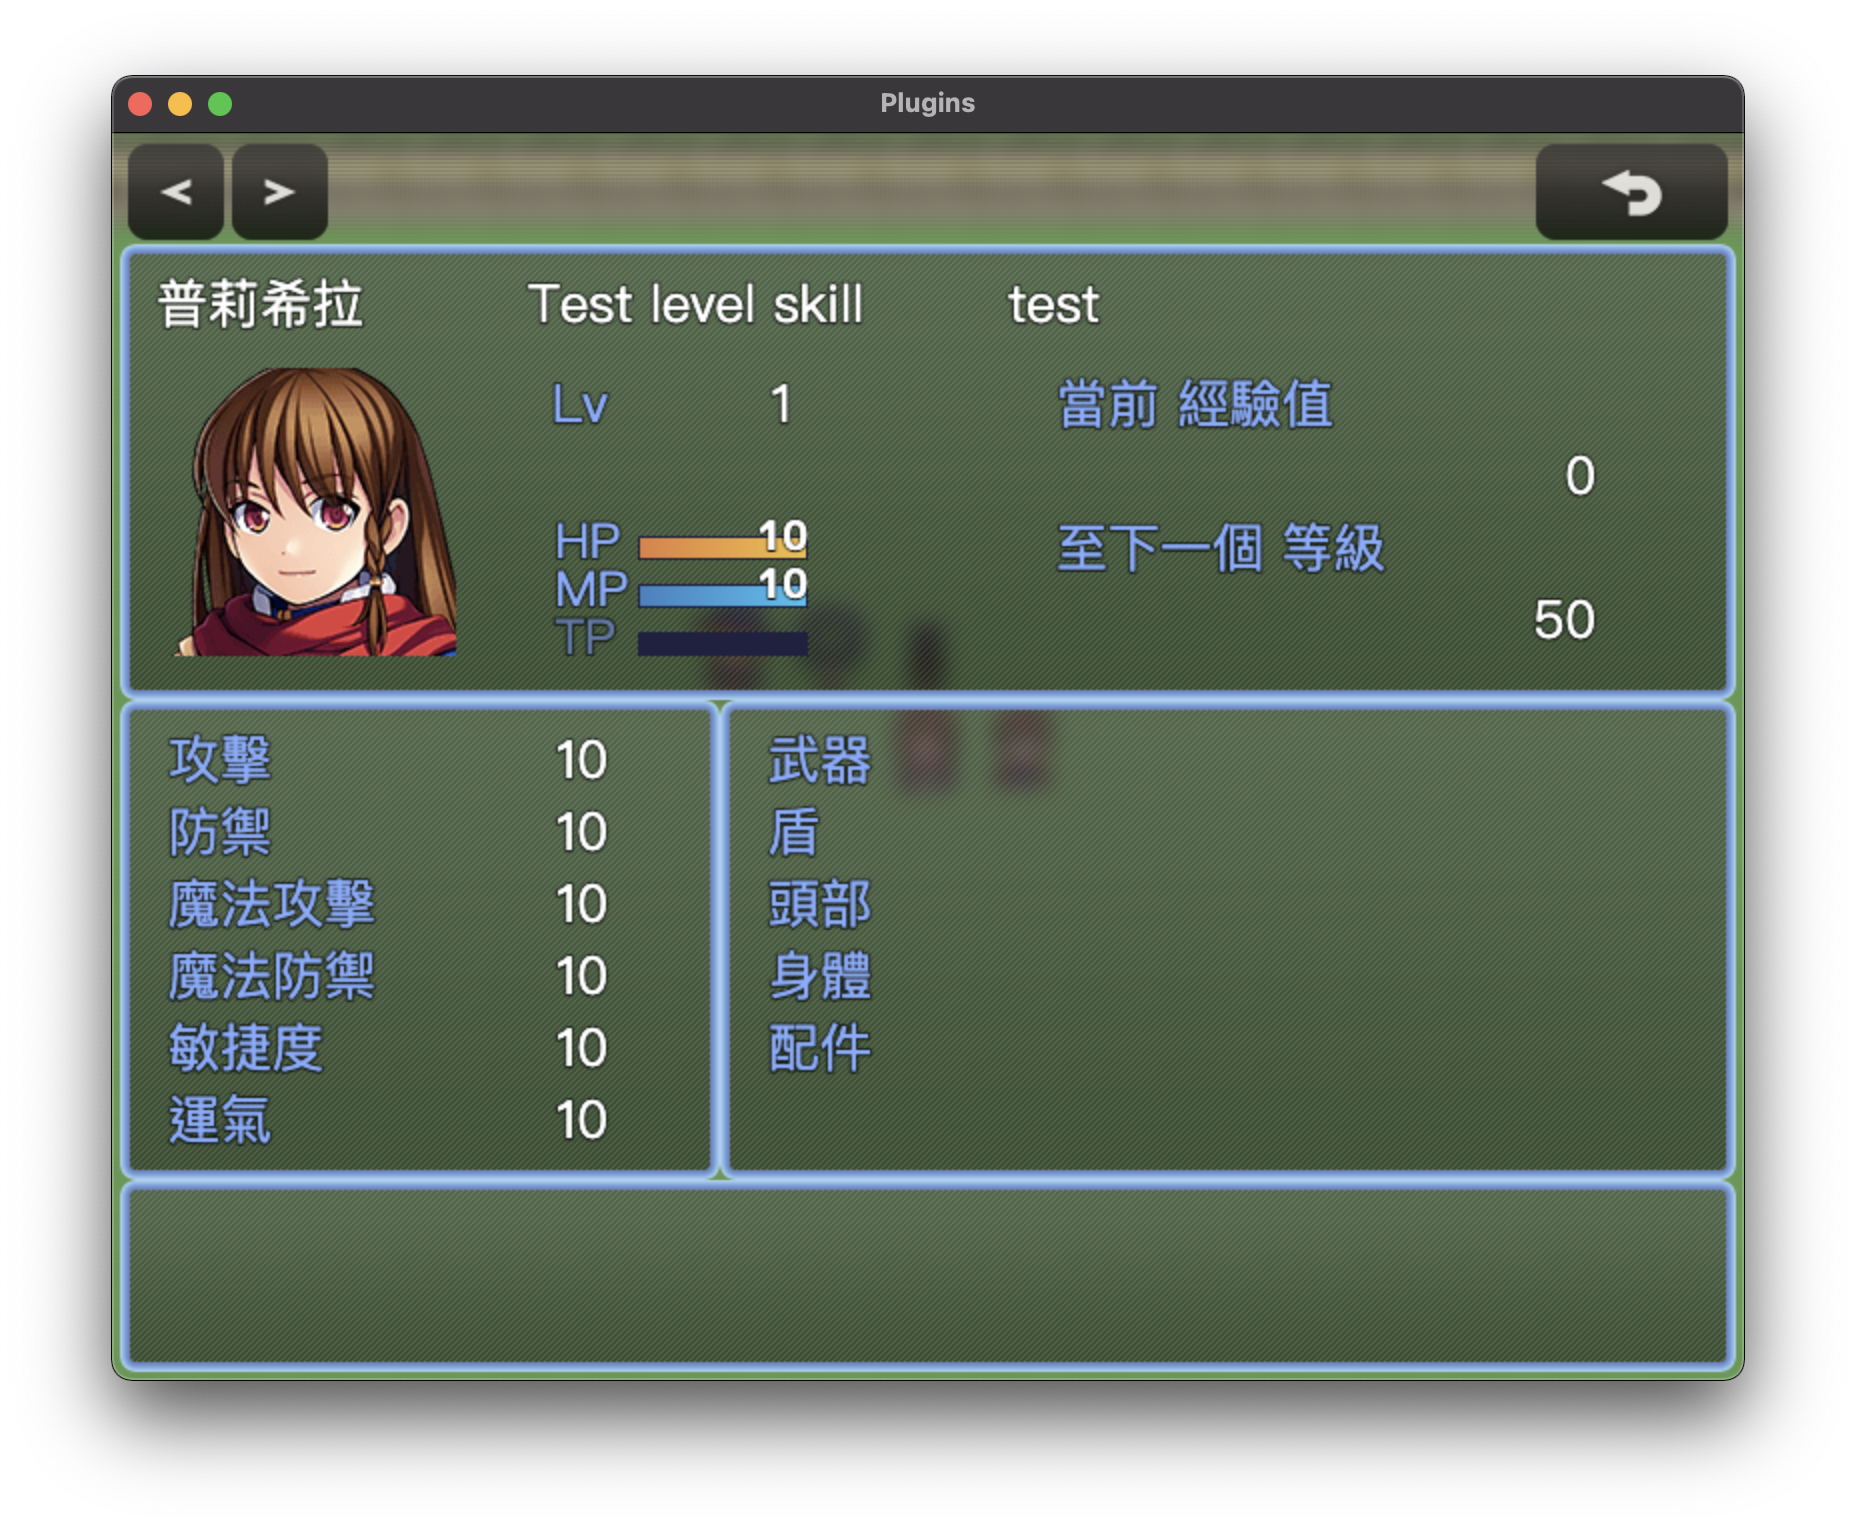 Plugins
< >
普莉希拉 Test level skill test
Lv 1 當前 經驗值
0
HP 10 至下一個 等級
MP 10
TP 50
攻擊 10 武器
防禦 10 盾
魔法攻擊 10 頭部
魔法防禦 10 身體
敏捷度 10 配件
運氣 10